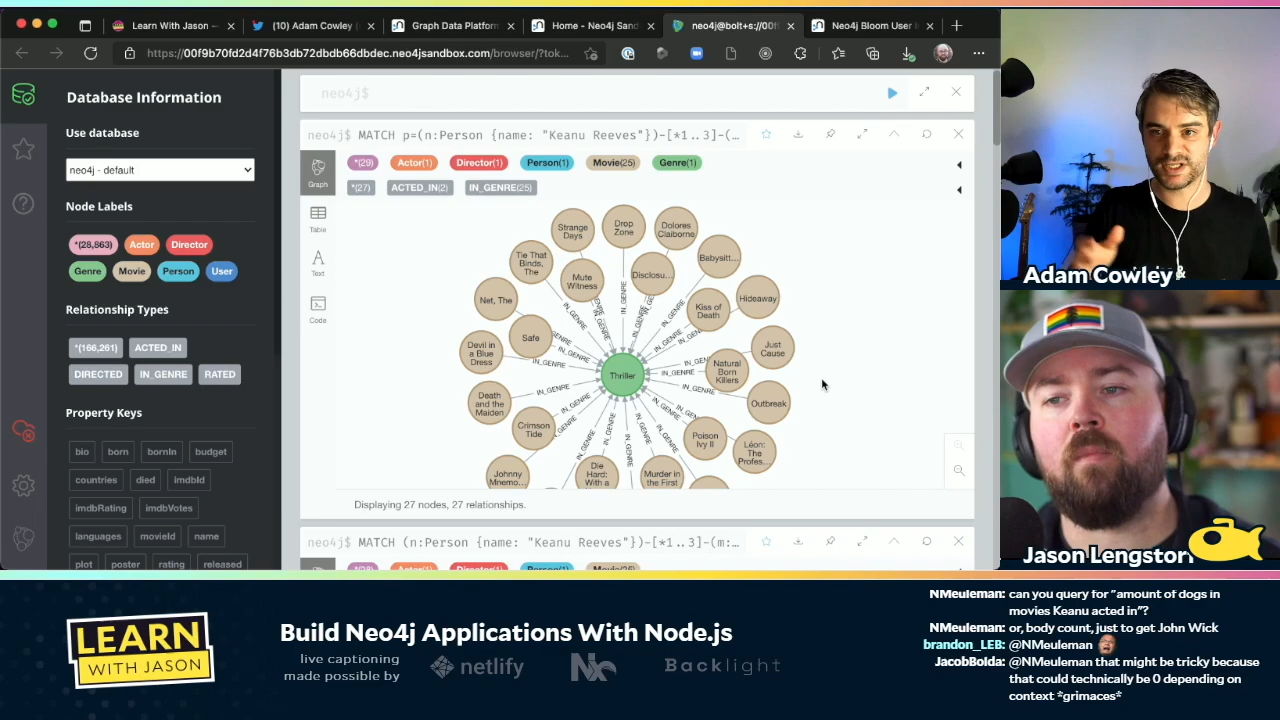 Learn With Jason
(10) Adam Cowley
Graph Data Platform
Home - Neo4j Sand
neo4j@bolt+s://00f9
Neo4j Bloom User I
https://00f9b70fd2d4f76b3db72dbdb66dbdec.neo4jsandbox.com/browser/?tok...
Database Information
Use database
neo4j - default
Node Labels
*(28,863) Actor Director
Genre Movie Person User
Relationship Types
*(166,261) ACTED_IN
DIRECTED IN_GENRE RATED
Property Keys
bio born bornIn budget
countries died imdbId
imdbRating imdbVotes
languages movieId name
plot poster rating released
neo4j$
neo4j$ MATCH p=(n:Person {name: "Keanu Reeves"})-[*1..3]-(…
Graph
Table
Text
Code
*(29) Actor(1) Director(1) Person(1) Movie(25) Genre(1)
*(27) ACTED_IN(2) IN_GENRE(25)
Strange Days
Drop Zone
Dolores Claiborne
Tie That Binds, The
Mute Witness
Disclosu...
Babysitt...
Net, The
Kiss of Death
Hideaway
Safe
Just Cause
Devil in a Blue Dress
Thriller
Natural Born Killers
Death and the Maiden
Outbreak
Crimson Tide
Poison Ivy II
Léon: The Profes...
Johnny Mnemo...
Die Hard: With a
Murder in the First
IN_GENRE
Displaying 27 nodes, 27 relationships.
neo4j$ MATCH (n:Person {name: "Keanu Reeves"})-[*1..3]-(m:…
*(28) Actor(1) Director(1) Person(1) Movie(25)
Adam Cowley
Jason Lengstorf
LEARN
WITH JASON
Build Neo4j Applications With Node.js
live captioning
made possible by
netlify
Backlight
NMeuleman: can you query for "amount of dogs in
movies Keanu acted in"?
NMeuleman: or, body count, just to get John Wick
brandon_LEB: @NMeuleman
JacobBolda: @NMeuleman that might be tricky because
that could technically be 0 depending on
context *grimaces*